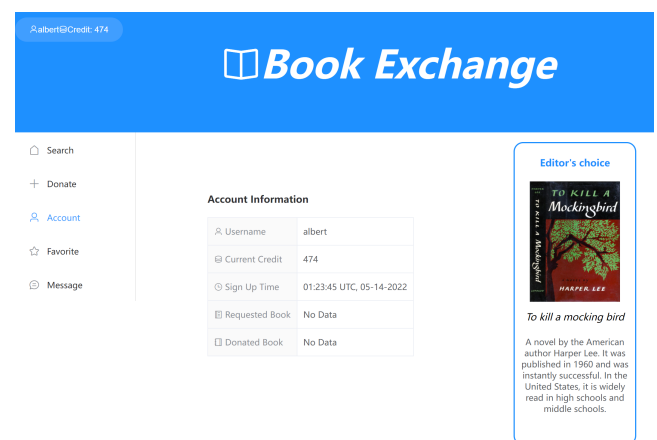 albert Credit: 474
Book Exchange
Search
Donate
Account
Favorite
Message
Account Information
Username albert
Current Credit 474
Sign Up Time 01:23:45 UTC, 05-14-2022
Requested Book No Data
Donated Book No Data
Editor's choice
TO KILL A
Mockingbird
TO KILL A Mockingbird
HARPER LEE
To kill a mocking bird
A novel by the American
author Harper Lee. It was
published in 1960 and was
instantly successful. In the
United States, it is widely
read in high schools and
middle schools.